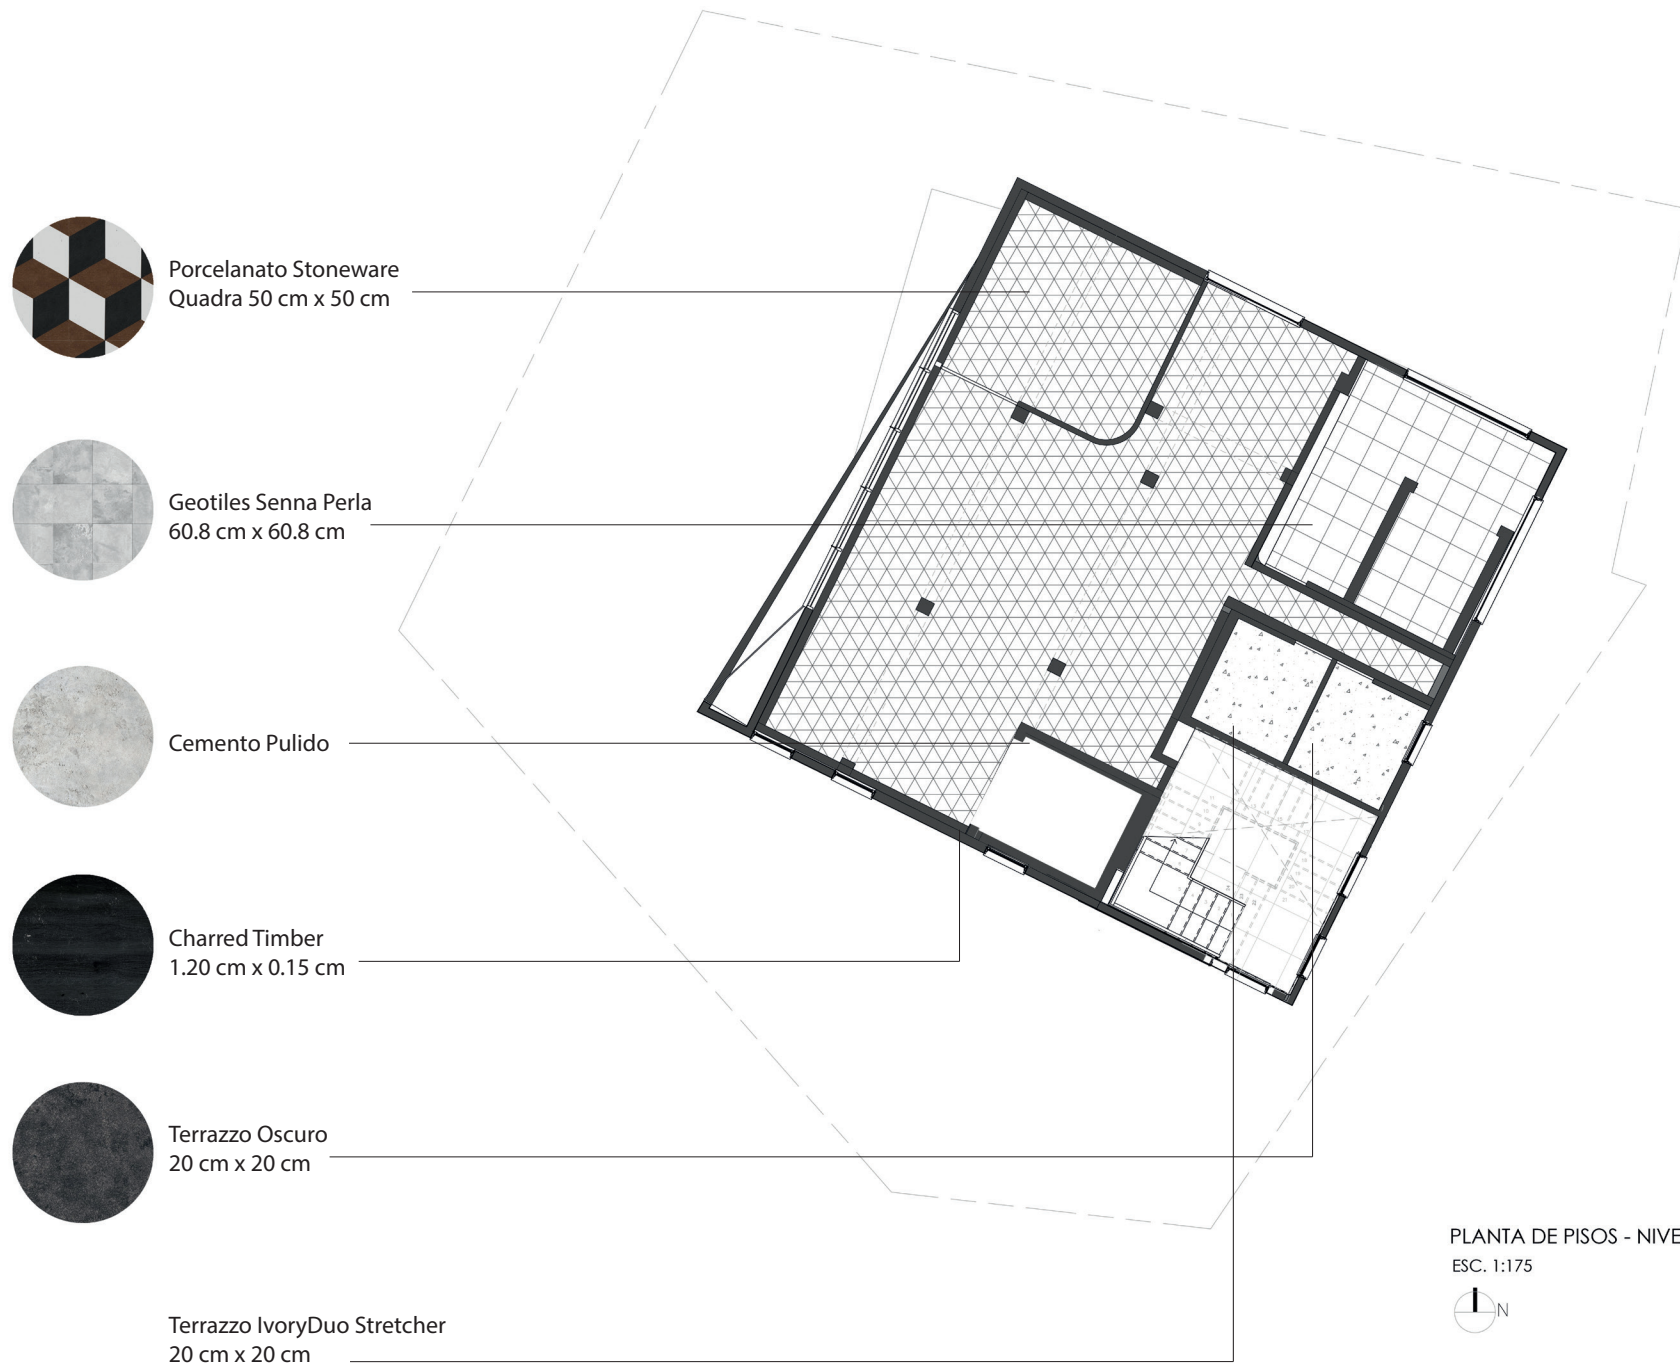 Porcelanato Stoneware
Quadra 50 cm x 50 cm
Geotiles Senna Perla
60.8 cm x 60.8 cm
Cemento Pulido
Charred Timber
1.20 cm x 0.15 cm
Terrazzo Oscuro
20 cm x 20 cm
Terrazzo IvoryDuo Stretcher
20 cm x 20 cm
PLANTA DE PISOS - NIVE
ESC. 1:175
N